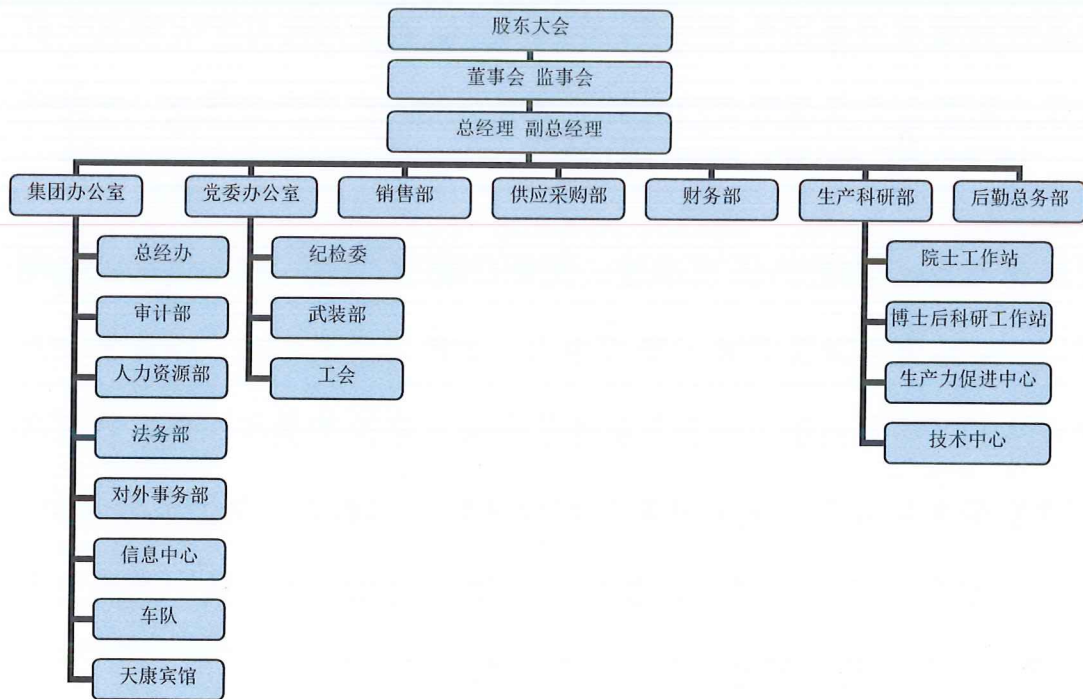 股东大会
董事会 监事会
总经理 副总经理
集团办公室
党委办公室
销售部
供应采购部
财务部
生产科研部
后勤总务部
总经办
审计部
人力资源部
法务部
对外事务部
信息中心
车队
天康宾馆
纪检委
武装部
工会
院士工作站
博士后科研工作站
生产力促进中心
技术中心